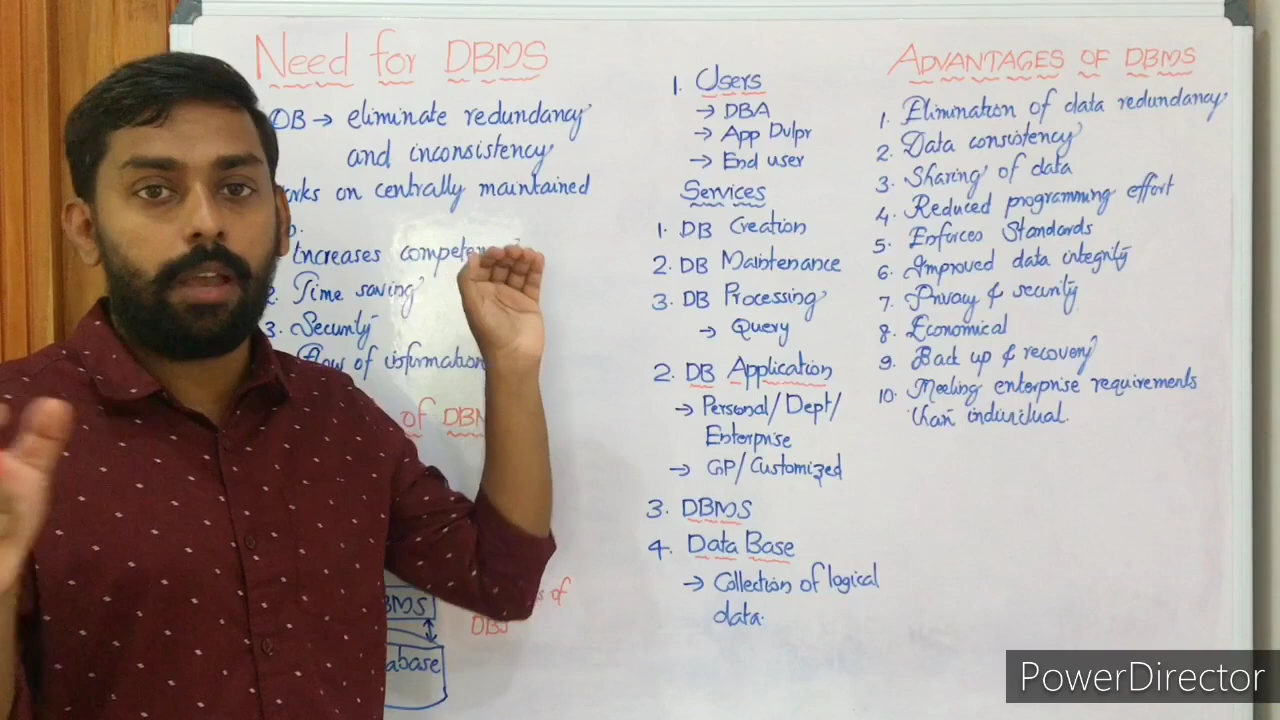 Need for DBMS
DB → eliminate redundancy
and inconsistency
on centrally maintained
Increases
2. Time saving
3. Security
Flow of information
of
DBS
1. Users
→ DBA
→ App Dvlpr
→ End user
Services
1. DB Creation
2. DB Maintenance
3. DB Processing
→ Query
2. DB Application
→ Personal/Dept/
Enterprise
→ GP/Customized
3. DBMS
4. Data Base
→ Collection of logical
data.
ADVANTAGES OF DBMS
1. Elimination of data redundancy
2. Data consistency
3. Sharing of data
4. Reduced programming effort
5. Enforces Standards
6. Improved data integrity
7. Privacy & security
8. Economical
9. Back up & recovery
10. Meeting enterprise requirements
than individual.
PowerDirector